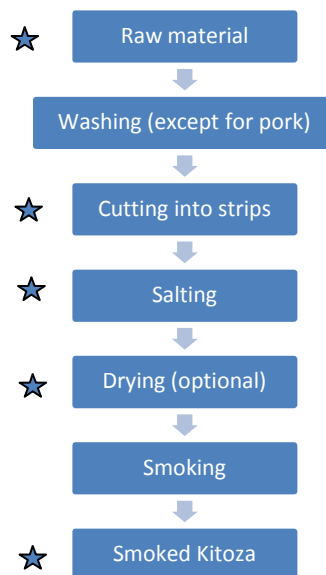 Raw material
Washing (except for pork)
Cutting into strips
Salting
Drying (optional)
Smoking
Smoked Kitoza